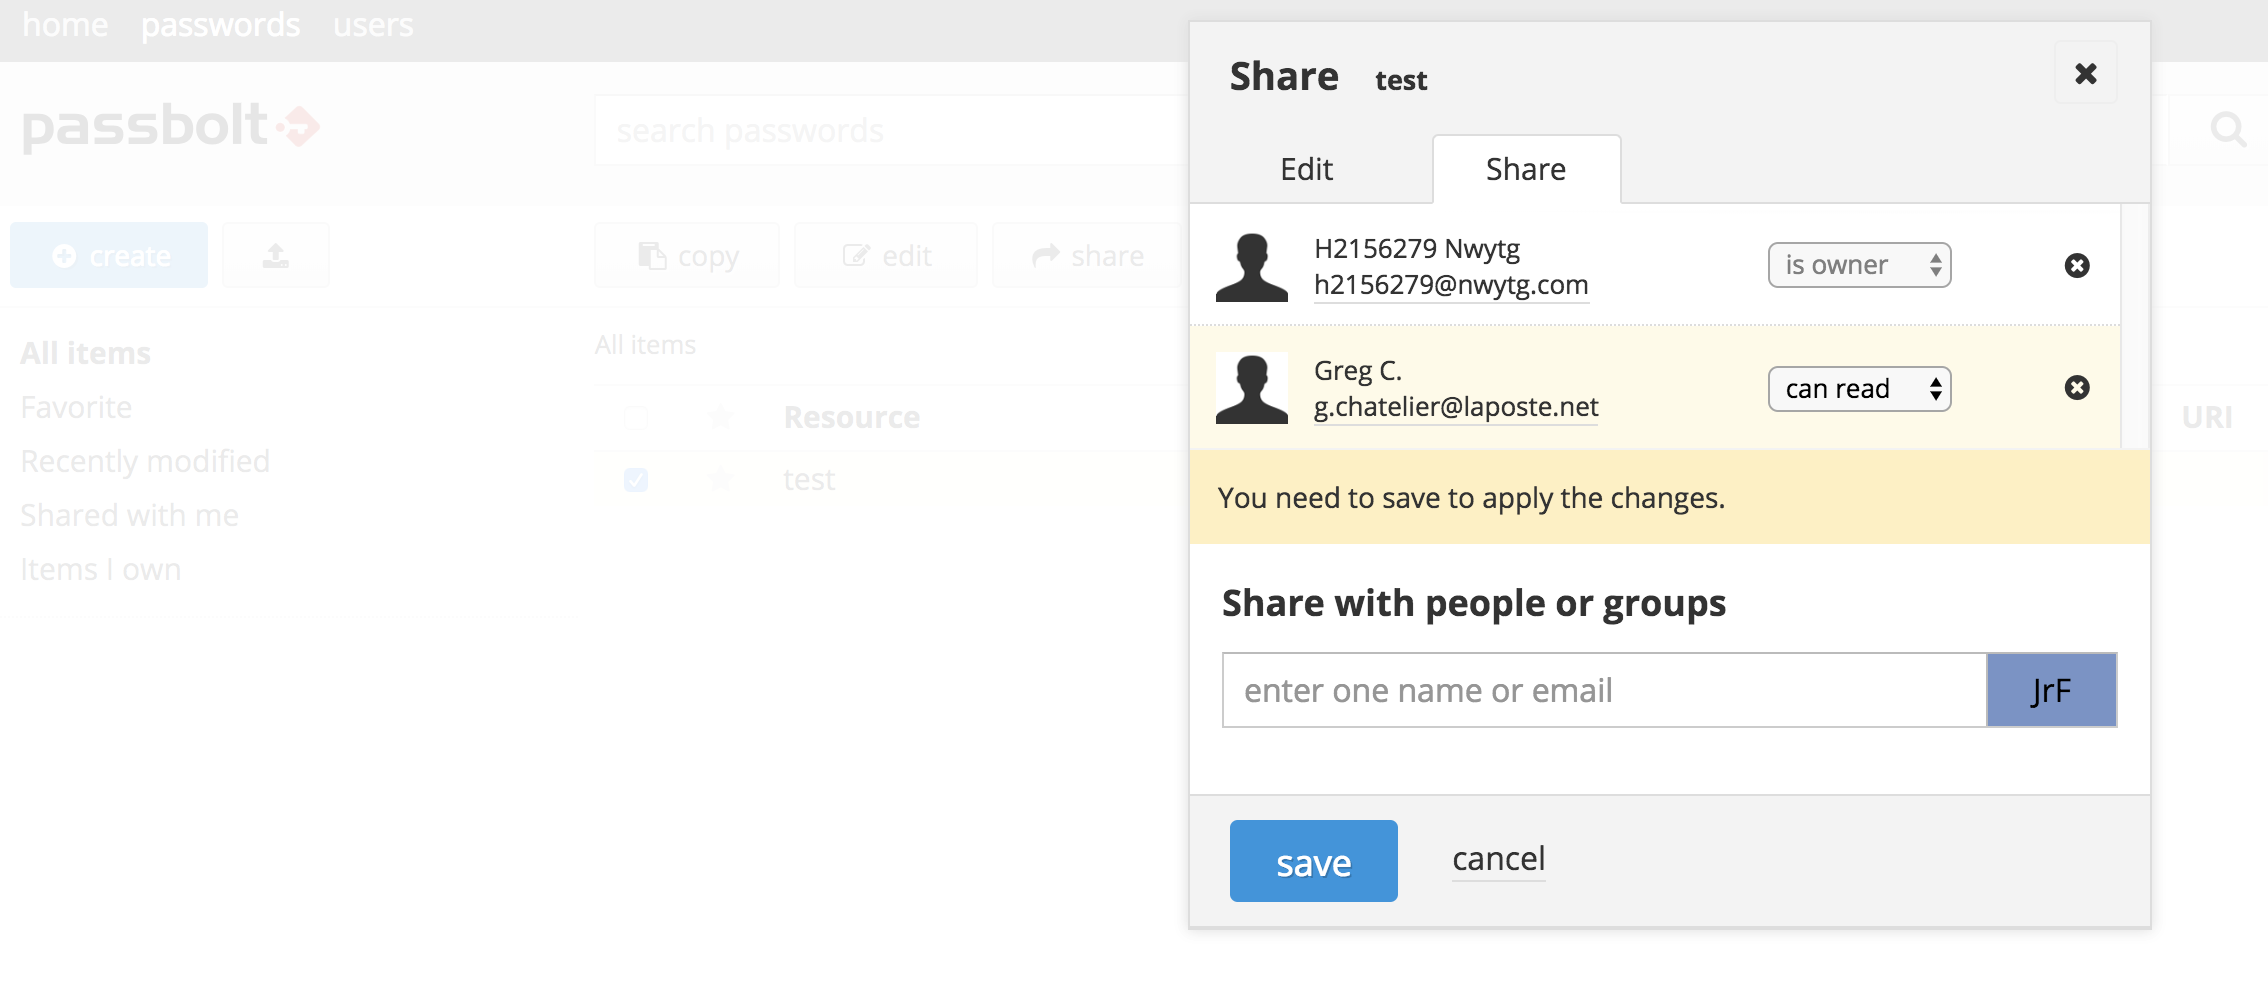 home passwords users
passbolt
search passwords
create
copy edit share
All items
Favorite
Recently modified
Shared with me
Items I own
All items
Resource
URI
test
Share test
Edit Share
H2156279 Nwytg
h2156279@nwytg.com
is owner
Greg C.
g.chatelier@laposte.net
can read
You need to save to apply the changes.
Share with people or groups
enter one name or email
JrF
save cancel